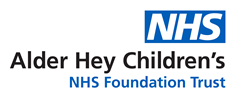 NHS
Alder Hey Children's
NHS Foundation Trust